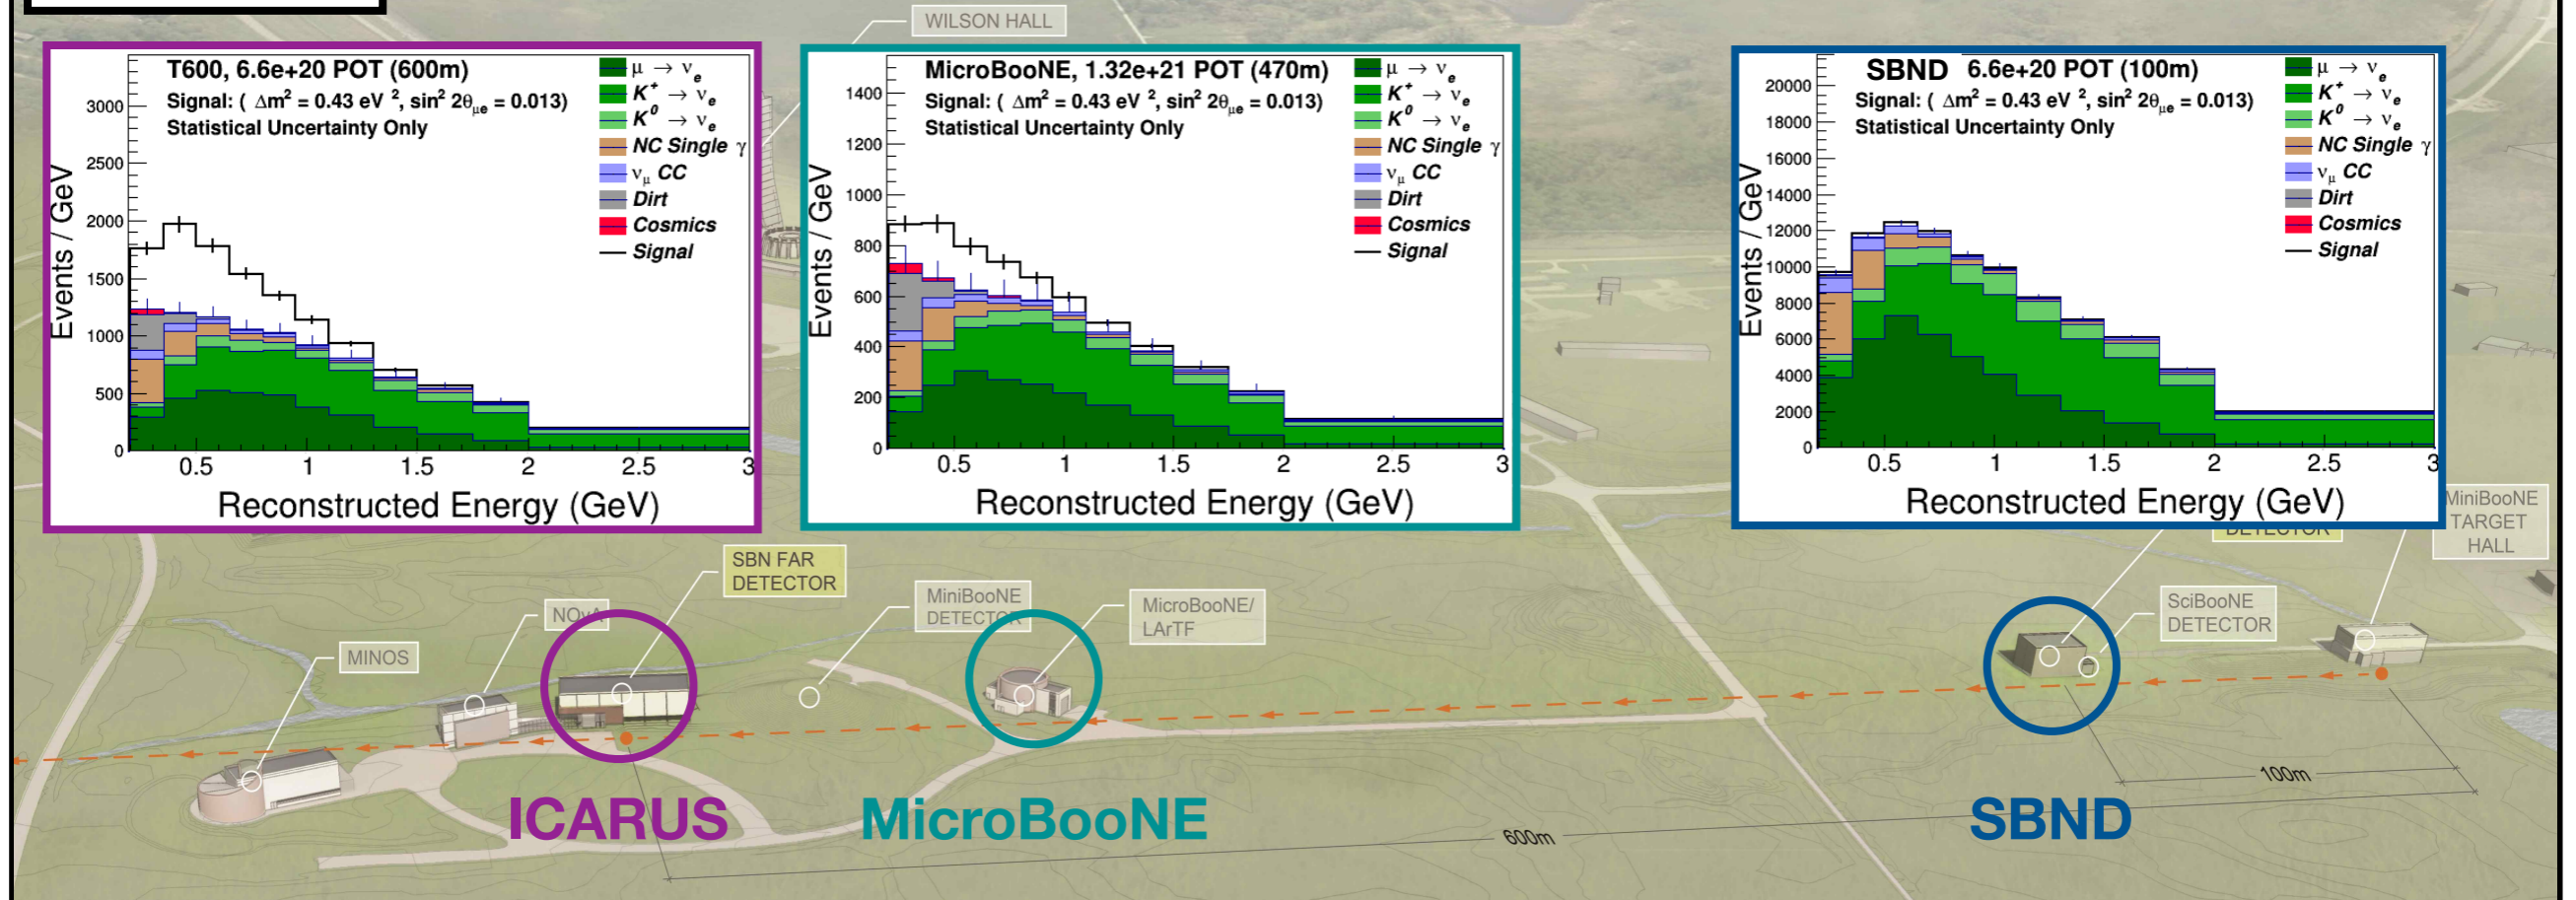 WILSON HALL
T600, 6.6e+20 POT (600m)
Signal: ( Δm² = 0.43 eV ², sin² 2θμe = 0.013)
Statistical Uncertainty Only
μ → νe
K⁺ → νe
K⁰ → νe
NC Single γ
νμ CC
Dirt
Cosmics
Signal
Events / GeV
3000
2500
2000
1500
1000
500
0
0.5 1 1.5 2 2.5 3
Reconstructed Energy (GeV)
MicroBooNE, 1.32e+21 POT (470m)
Signal: ( Δm² = 0.43 eV ², sin² 2θμe = 0.013)
Statistical Uncertainty Only
μ → νe
K⁺ → νe
K⁰ → νe
NC Single γ
νμ CC
Dirt
Cosmics
Signal
Events / GeV
1400
1200
1000
800
600
400
200
0
0.5 1 1.5 2 2.5 3
Reconstructed Energy (GeV)
SBND 6.6e+20 POT (100m)
Signal: ( Δm² = 0.43 eV ², sin² 2θμe = 0.013)
Statistical Uncertainty Only
μ → νe
K⁺ → νe
K⁰ → νe
NC Single γ
νμ CC
Dirt
Cosmics
Signal
Events / GeV
20000
18000
16000
14000
12000
10000
8000
6000
4000
2000
0
0.5 1 1.5 2 2.5 3
Reconstructed Energy (GeV)
MiniBooNE
TARGET
HALL
DETECTOR
SBN FAR
DETECTOR
MiniBooNE
DETECTOR
MicroBooNE/
LArTF
SciBooNE
DETECTOR
NOvA
MINOS
100m
600m
ICARUS
MicroBooNE
SBND